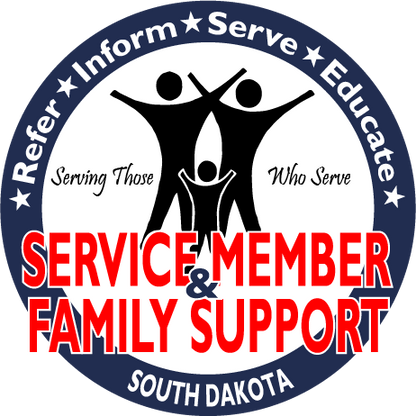 Refer ★ Inform ★ Serve ★ Educate
Serving Those Who Serve
SERVICE MEMBER
&
FAMILY SUPPORT
SOUTH DAKOTA